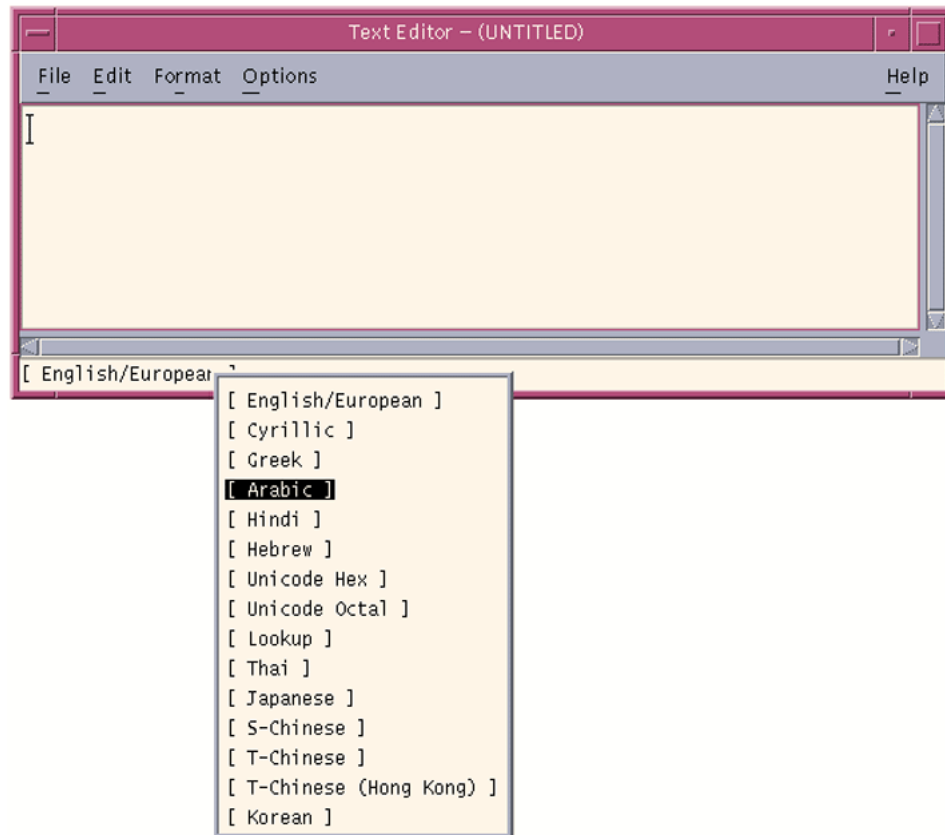 Text Editor – (UNTITLED)
File Edit Format Options Help
[ English/European ]
[ English/European ]
[ Cyrillic ]
[ Greek ]
[ Arabic ]
[ Hindi ]
[ Hebrew ]
[ Unicode Hex ]
[ Unicode Octal ]
[ Lookup ]
[ Thai ]
[ Japanese ]
[ S-Chinese ]
[ T-Chinese ]
[ T-Chinese (Hong Kong) ]
[ Korean ]